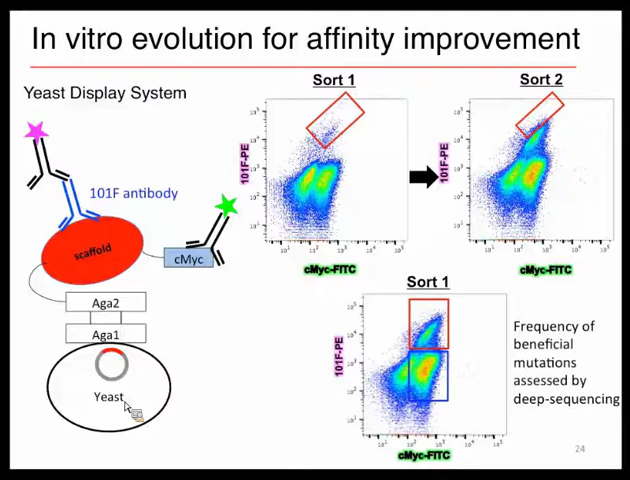 In vitro evolution for affinity improvement
Yeast Display System
101F antibody
scaffold
cMyc
Aga2
Aga1
Yeast
Sort 1
101F-PE
cMyc-FITC
Sort 2
101F-PE
cMyc-FITC
Sort 1
101F-PE
cMyc-FITC
Frequency of
beneficial
mutations
assessed by
deep-sequencing
24